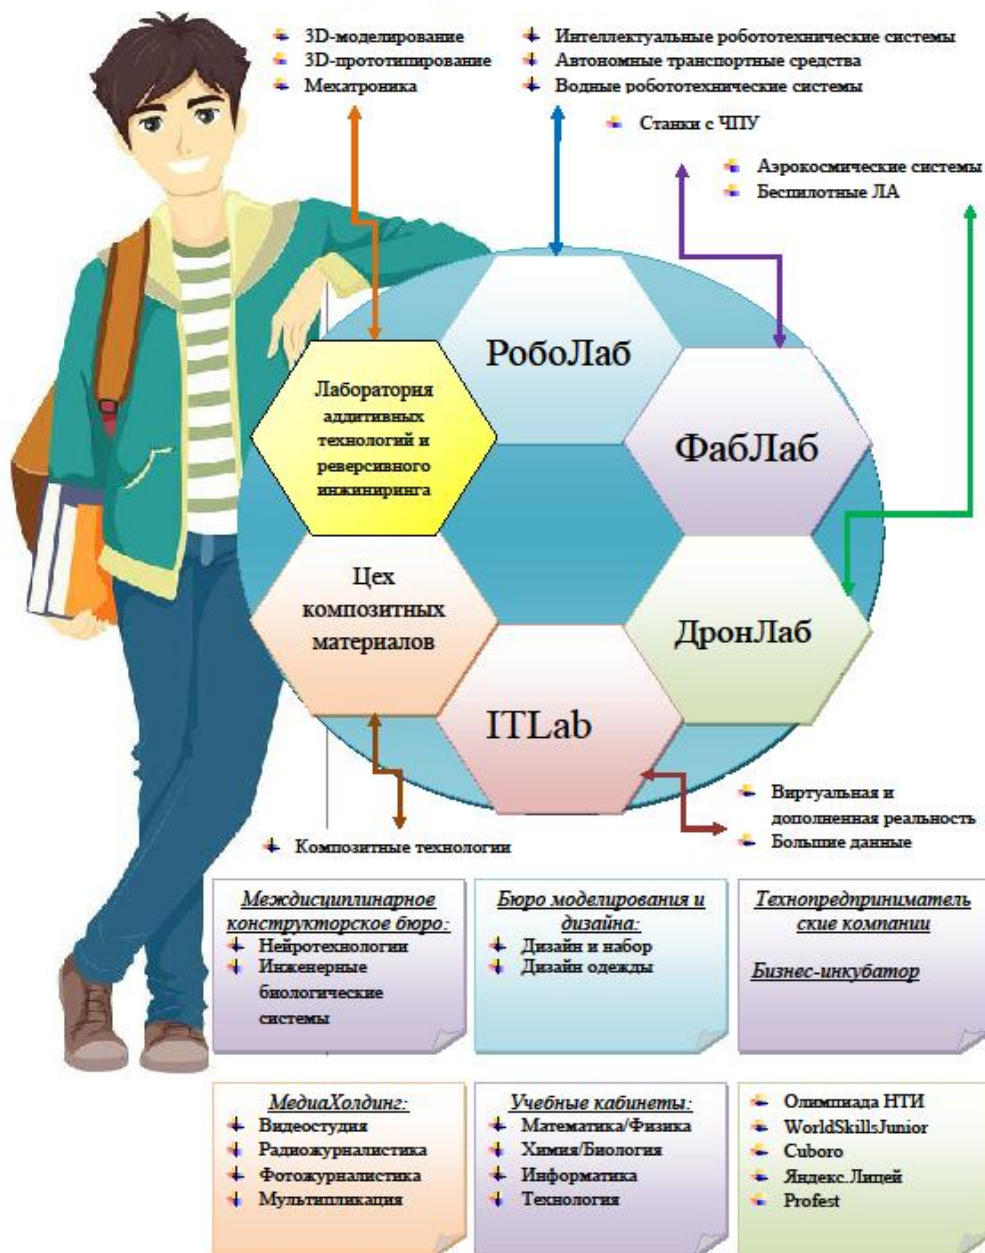 3D-моделирование
3D-прототипирование
Мехатроника
Интеллектуальные робототехнические системы
Автономные транспортные средства
Водные робототехнические системы
Станки с ЧПУ
Аэрокосмические системы
Беспилотные ЛА
РобоЛаб
Лаборатория
аддитивных
технологий и
реверсивного
инжиниринга
ФабЛаб
Цех
композитных
материалов
ДронЛаб
ITLab
Виртуальная и
дополненная реальность
Большие данные
Композитные технологии
Междисциплинарное
конструкторское бюро:
Нейротехнологии
Инженерные
биологические
системы
Бюро моделирования и
дизайна:
Дизайн и набор
Дизайн одежды
Технопредприниматель
ские компании
Бизнес-инкубатор
МедиаХолдинг:
Видеостудия
Радиожурналистика
Фотожурналистика
Мультипликация
Учебные кабинеты:
Математика/Физика
Химия/Биология
Информатика
Технология
Олимпиада НТИ
WorldSkillsJunior
Cuboro
Яндекс.Лицей
Profest